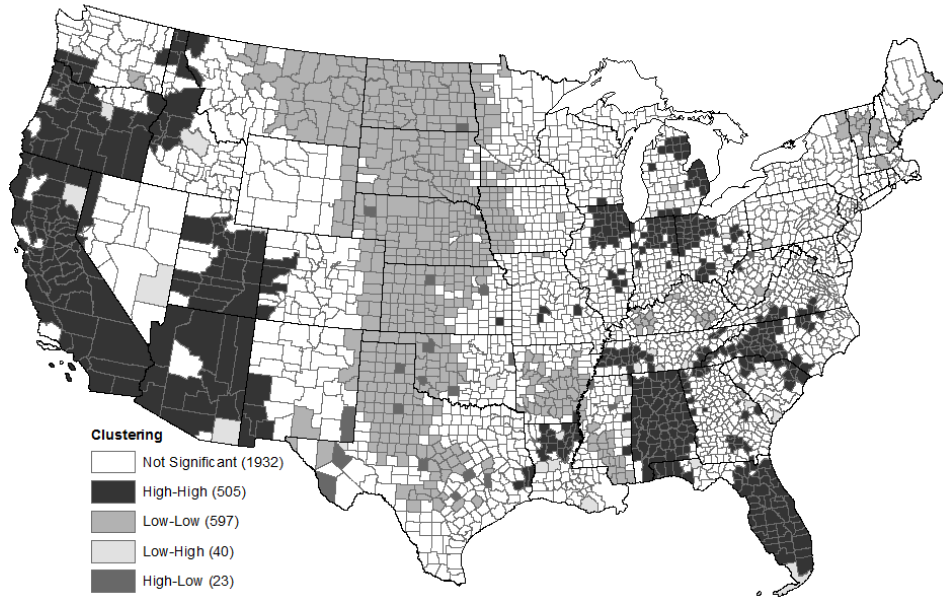 Clustering
Not Significant (1932)
High-High (505)
Low-Low (597)
Low-High (40)
High-Low (23)